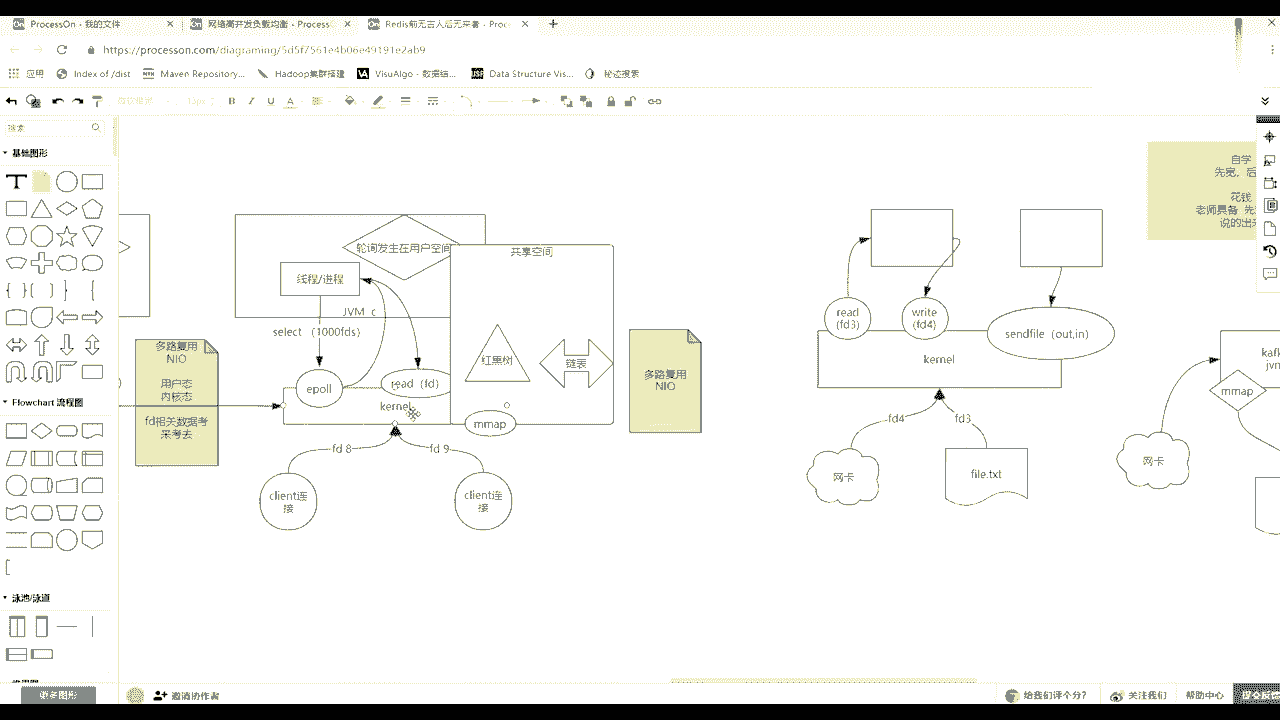 ProcessOn - 我的文件
网络高并发负载均衡 - Process
Redis前无古人后无来者 - Proc
https://processon.com/diagraming/5d5f7561e4b06e49191e2ab9
应用
Index of /dist
Maven Repository...
Hadoop集群搭建
VisuAlgo - 数据结...
Data Structure Vis...
秘迹搜索
13px
B
I
U
A
搜索
基础图形
Flowchart 流程图
泳池/泳道
更多图形
邀请协作者
给我们评个分?
关注我们
帮助中心
轮询发生在用户空间
共享空间
线程/进程
JVM c
select （1000fds）
红黑树
链表
epoll
read（fd）
kernel
mmap
fd 8
fd 9
client连
接
client连
接
多路复用
NIO
用户态
内核态
fd相关数据考
来考去
多路复用
NIO
read
(fd3)
write
(fd4)
sendfile（out,in）
kernel
fd4
fd3
网卡
file.txt
自学
先宽，后
花钱
老师具备 先
说的出来
kafk
jvm
mmap
网卡